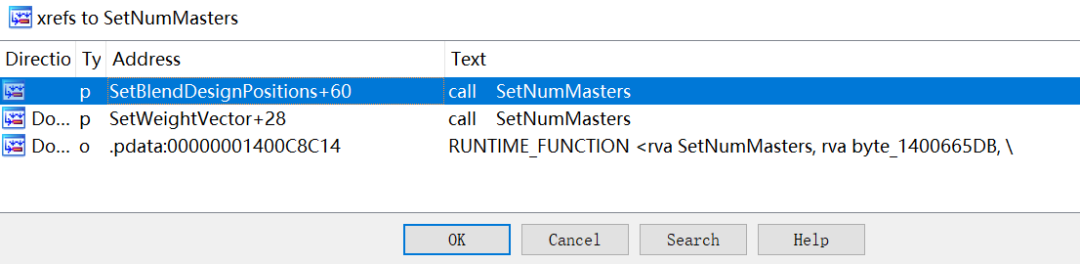 xrefs to SetNumMasters
Directio Ty Address Text
p SetBlendDesignPositions+60 call SetNumMasters
Do... p SetWeightVector+28 call SetNumMasters
Do... o .pdata:00000001400C8C14 RUNTIME_FUNCTION <rva SetNumMasters, rva byte_1400665DB, \
OK Cancel Search Help